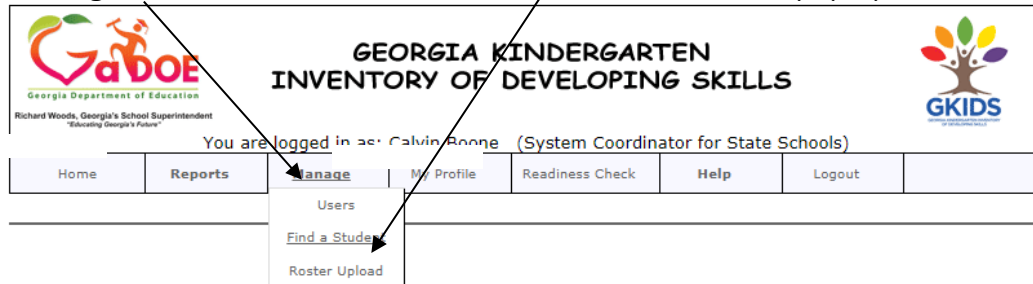 GaDOE
Georgia Department of Education
Richard Woods, Georgia's School Superintendent
"Educating Georgia's Future"
GEORGIA KINDERGARTEN
INVENTORY OF DEVELOPING SKILLS
GKIDS
You are logged in as: Calvin Boone (System Coordinator for State Schools)
Home Reports Manage My Profile Readiness Check Help Logout
Users
Find a Student
Roster Upload